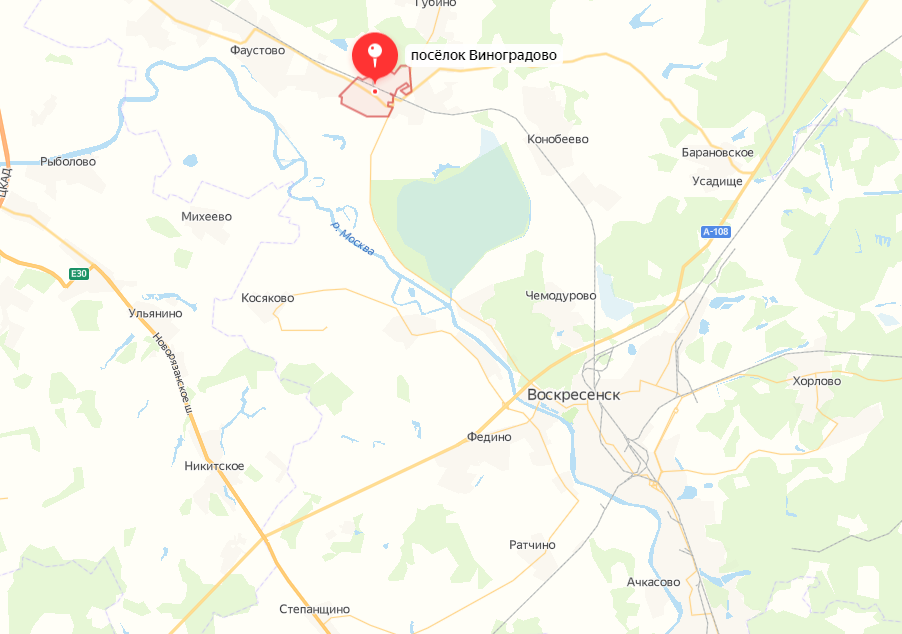 Губино
Фаустово
посёлок Виноградово
Конобеево
Барановское
Рыболово
ЦКАД
Усадище
Михеево
р. Москва
А-108
E30
Косяково
Чемодурово
Ульянино
Новорязанское ш.
Хорлово
Воскресенск
Федино
Никитское
Ратчино
Ачкасово
Степанщино